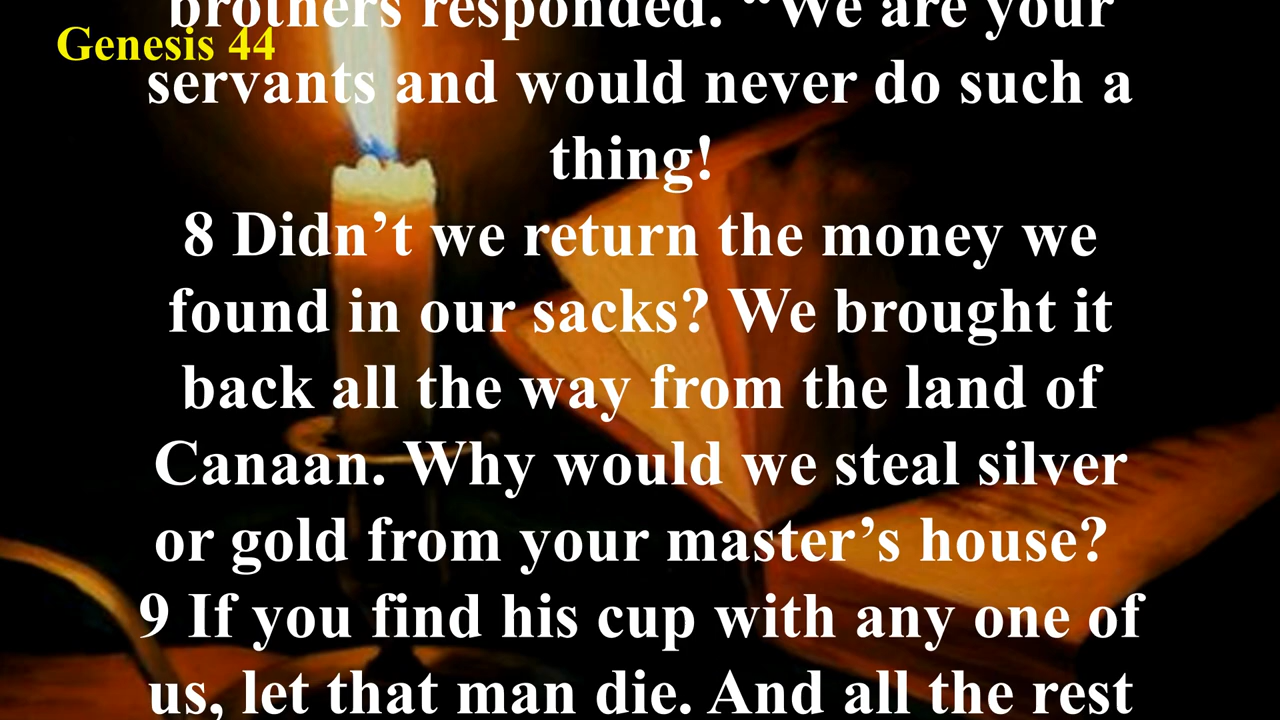 brothers responded. “We are your
Genesis 44
servants and would never do such a
thing!
8 Didn’t we return the money we
found in our sacks? We brought it
back all the way from the land of
Canaan. Why would we steal silver
or gold from your master’s house?
9 If you find his cup with any one of
us, let that man die. And all the rest